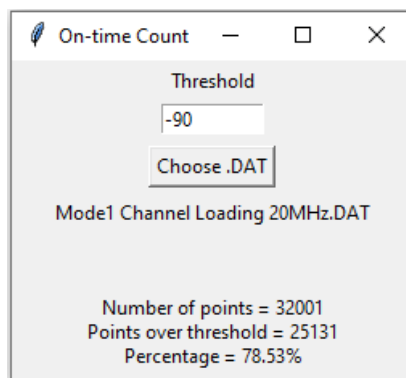 On-time Count
Threshold
-90
Choose .DAT
Mode1 Channel Loading 20MHz.DAT
Number of points = 32001
Points over threshold = 25131
Percentage = 78.53%